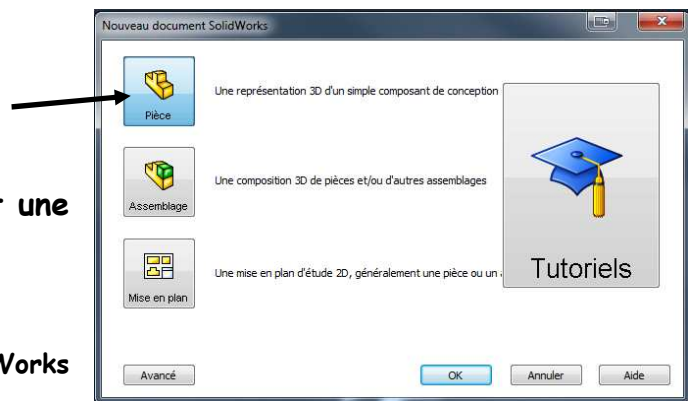 Nouveau document SolidWorks
Une représentation 3D d'un simple composant de conception
Pièce
Une composition 3D de pièces et/ou d'autres assemblages
Assemblage
une
Une mise en plan d'étude 2D, généralement une pièce ou un
Mise en plan
Tutoriels
Works
Avancé
OK
Annuler
Aide